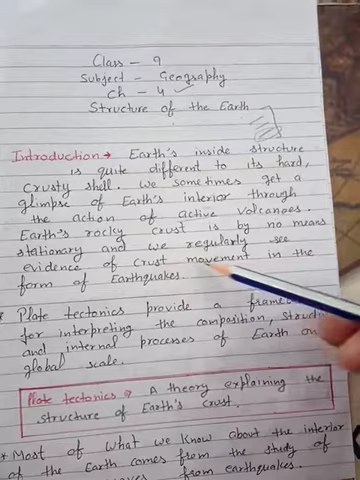 Class - 9
Subject - Geography
Ch - 4
Structure of the Earth
Introduction → Earth's inside structure
is quite different to its hard,
crusty shell. We sometimes get a
glimpse of Earth's interior through
the action of active volcanoes.
Earth's rocky crust is by no means
stationary and we regularly see
evidence of crust movement in the
form of Earthquakes.
* Plate tectonics provide a
for interpreting the composition,
and internal processes of Earth on
global scale.
Plate tectonics ⇒ A theory explaining the
structure of Earth's crust.
* Most of what we know about the interior
of the Earth comes from the study of
from earthquakes.